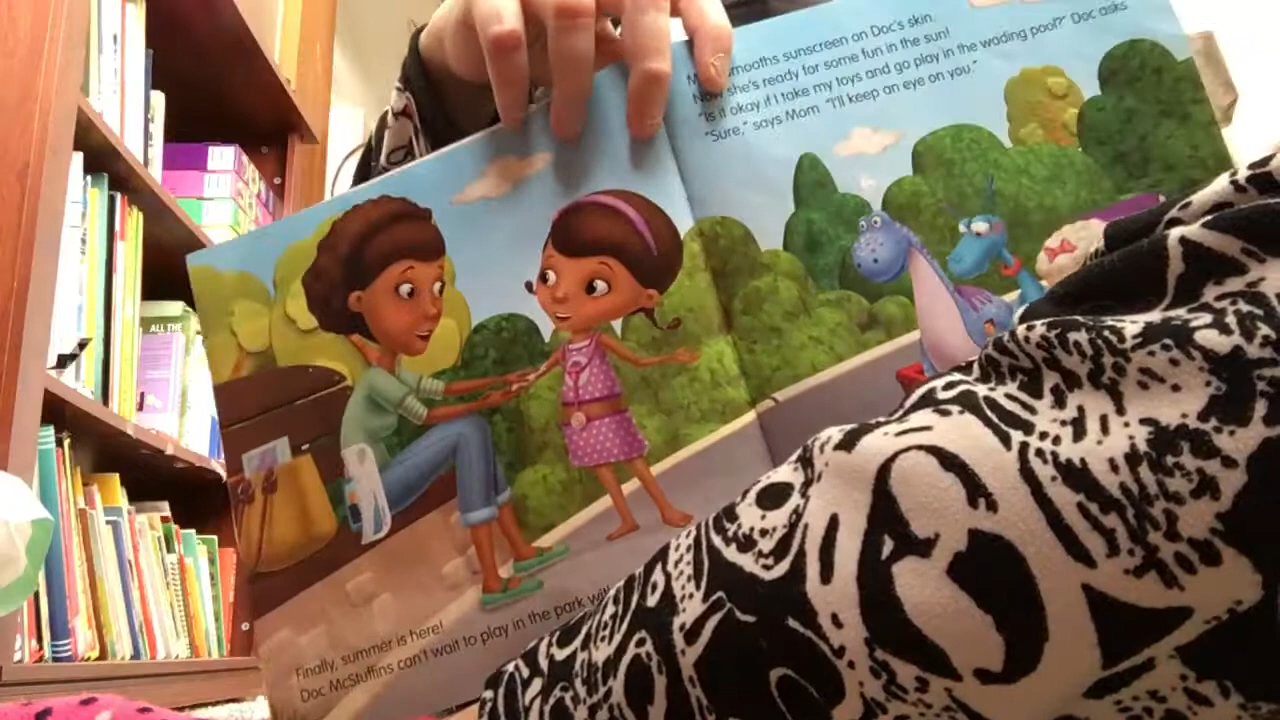 Finally, summer is here!
Doc McStuffins can't wait to play in the park
smooths sunscreen on Doc's skin.
Now she's ready for some fun in the sun!
"Is it okay if I take my toys and go play in the wading pool?" Doc asks.
"Sure," says Mom. "I'll keep an eye on you."
ALL THE